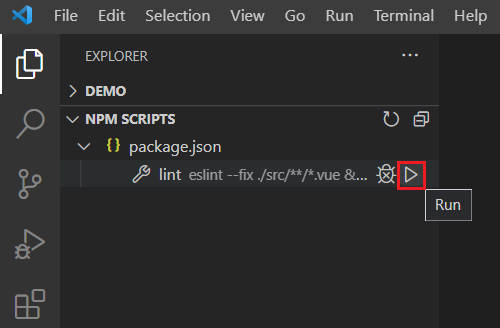 File Edit Selection View Go Run Terminal Help
EXPLORER ...
DEMO
NPM SCRIPTS
{} package.json
lint eslint --fix ./src/**/*.vue &...
Run